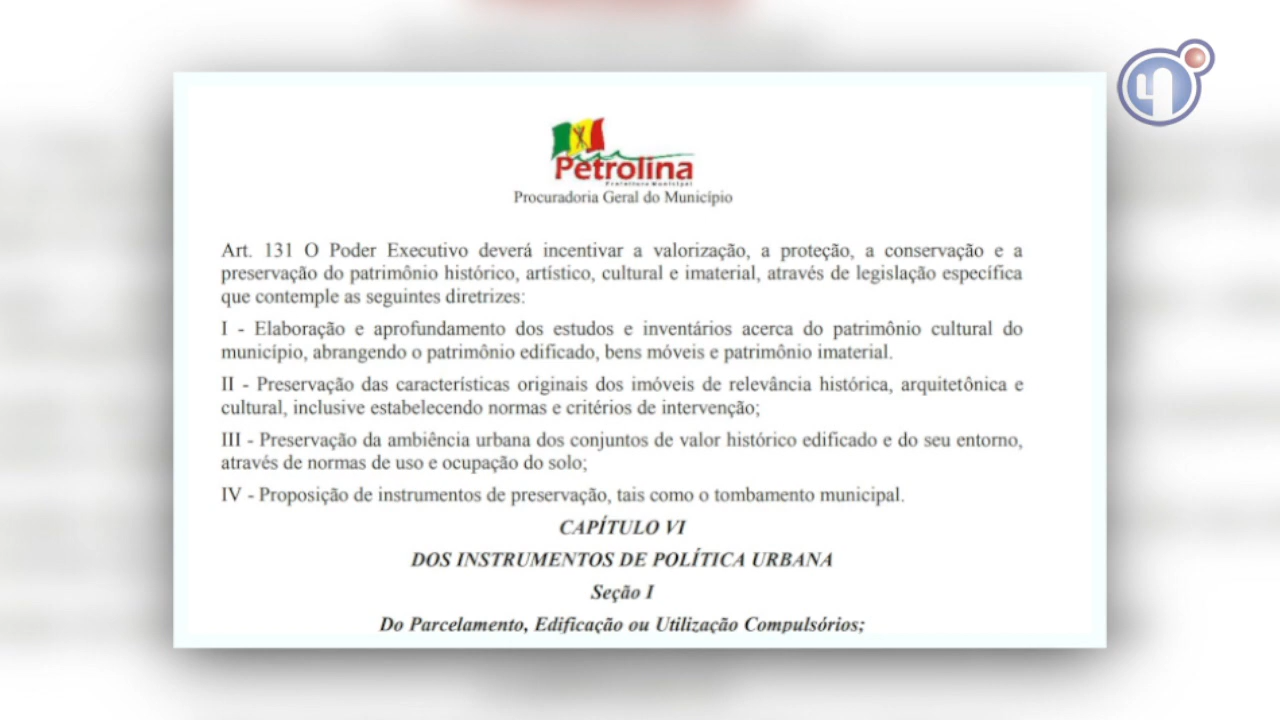 Petrolina
Prefeitura Municipal
Procuradoria Geral do Município
Art. 131 O Poder Executivo deverá incentivar a valorização, a proteção, a conservação e a
preservação do patrimônio histórico, artístico, cultural e imaterial, através de legislação específica
que contemple as seguintes diretrizes:
I - Elaboração e aprofundamento dos estudos e inventários acerca do patrimônio cultural do
município, abrangendo o patrimônio edificado, bens móveis e patrimônio imaterial.
II - Preservação das características originais dos imóveis de relevância histórica, arquitetônica e
cultural, inclusive estabelecendo normas e critérios de intervenção;
III - Preservação da ambiência urbana dos conjuntos de valor histórico edificado e do seu entorno,
através de normas de uso e ocupação do solo;
IV - Proposição de instrumentos de preservação, tais como o tombamento municipal.
CAPÍTULO VI
DOS INSTRUMENTOS DE POLÍTICA URBANA
Seção I
Do Parcelamento, Edificação ou Utilização Compulsórios;